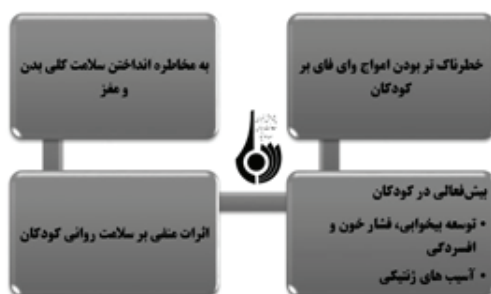 خطرناک تر بودن امواج وای فای بر
کودکان
به مخاطره انداختن سلامت کلی بدن
و مغز
بیش‌فعالی در کودکان
• توسعه بیخوابی، فشار خون و
افسردگی
• آسیب های ژنتیکی
اثرات منفی بر سلامت روانی کودکان